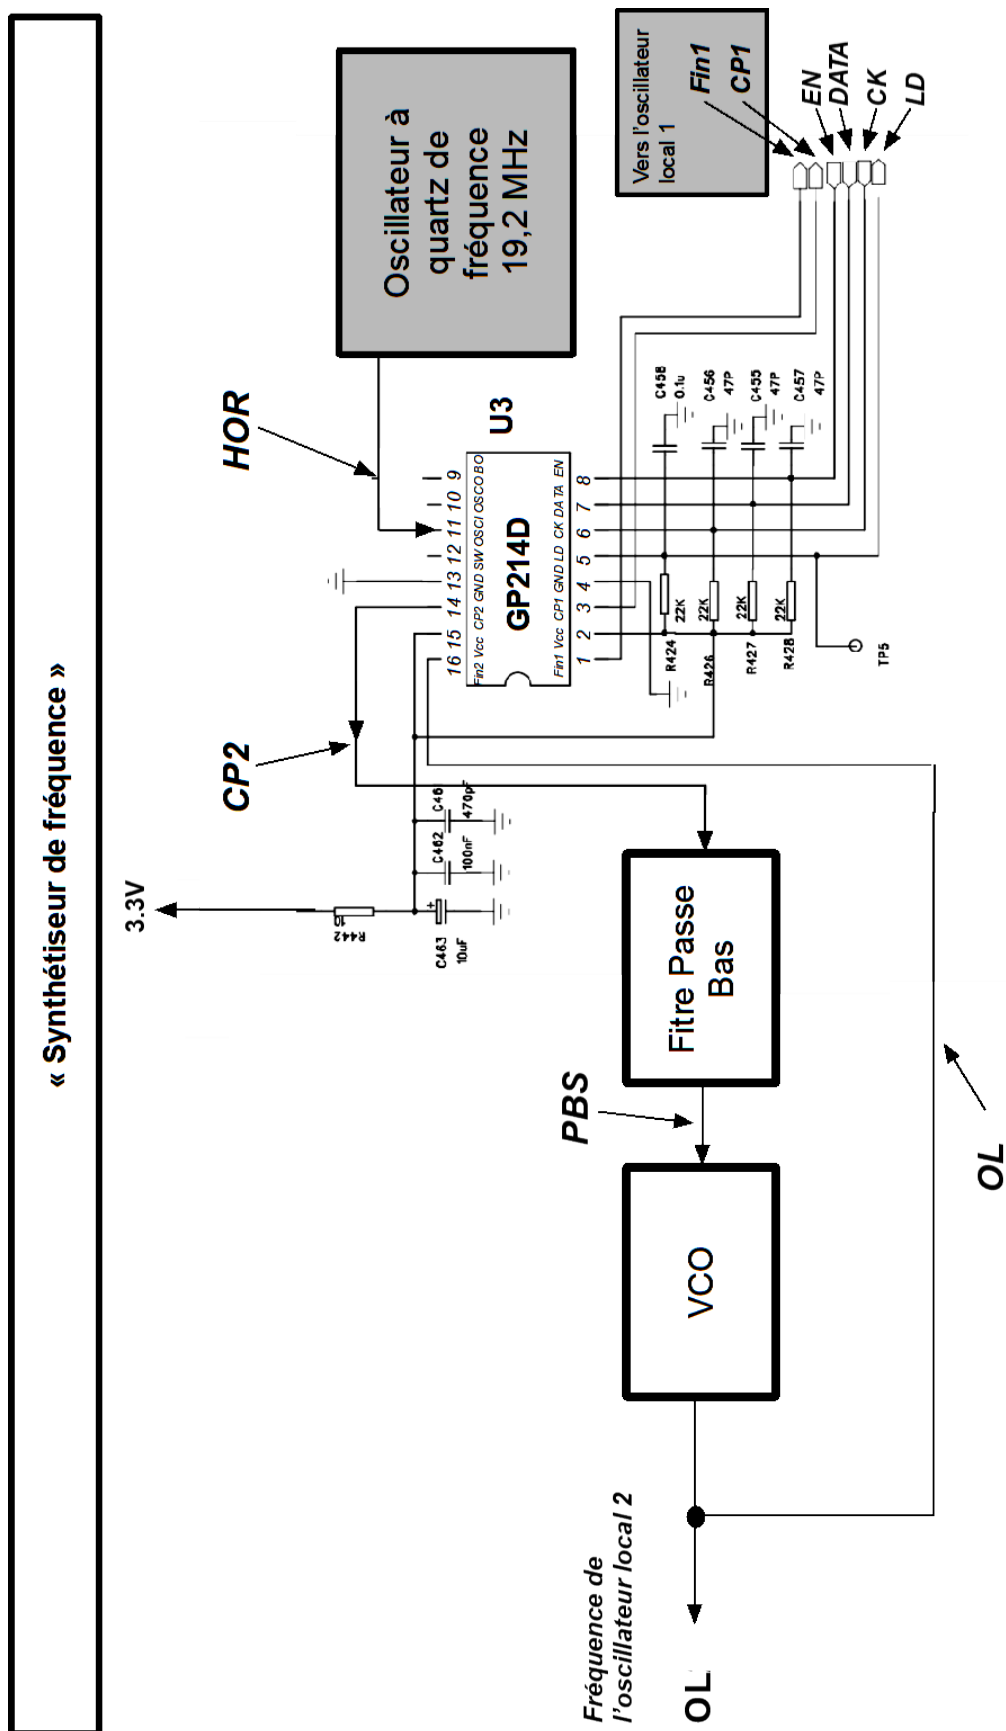 « Synthétiseur de fréquence »
3.3V
HOR
CP2
Oscillateur à
quartz de
fréquence
19,2 MHz
Vers l'oscillateur
local 1
Fin1
CP1
EN
DATA
CK
LD
U3
GP214D
16 15 14 13 12 11 10 9
Fin2 Vcc CP2 GND SW OSCI OSCO BO
Fin1 Vcc CP1 GND LD CK DATA EN
1 2 3 4 5 6 7 8
R442
10
C463
10uF
+
C462
100nF
C461
470pF
C458
0.1u
C456
47P
C455
47P
C457
47P
R424
22K
R426
22K
R427
22K
R428
22K
TP5
Fitre Passe
Bas
PBS
VCO
OL
Fréquence de
l'oscillateur local 2
OL